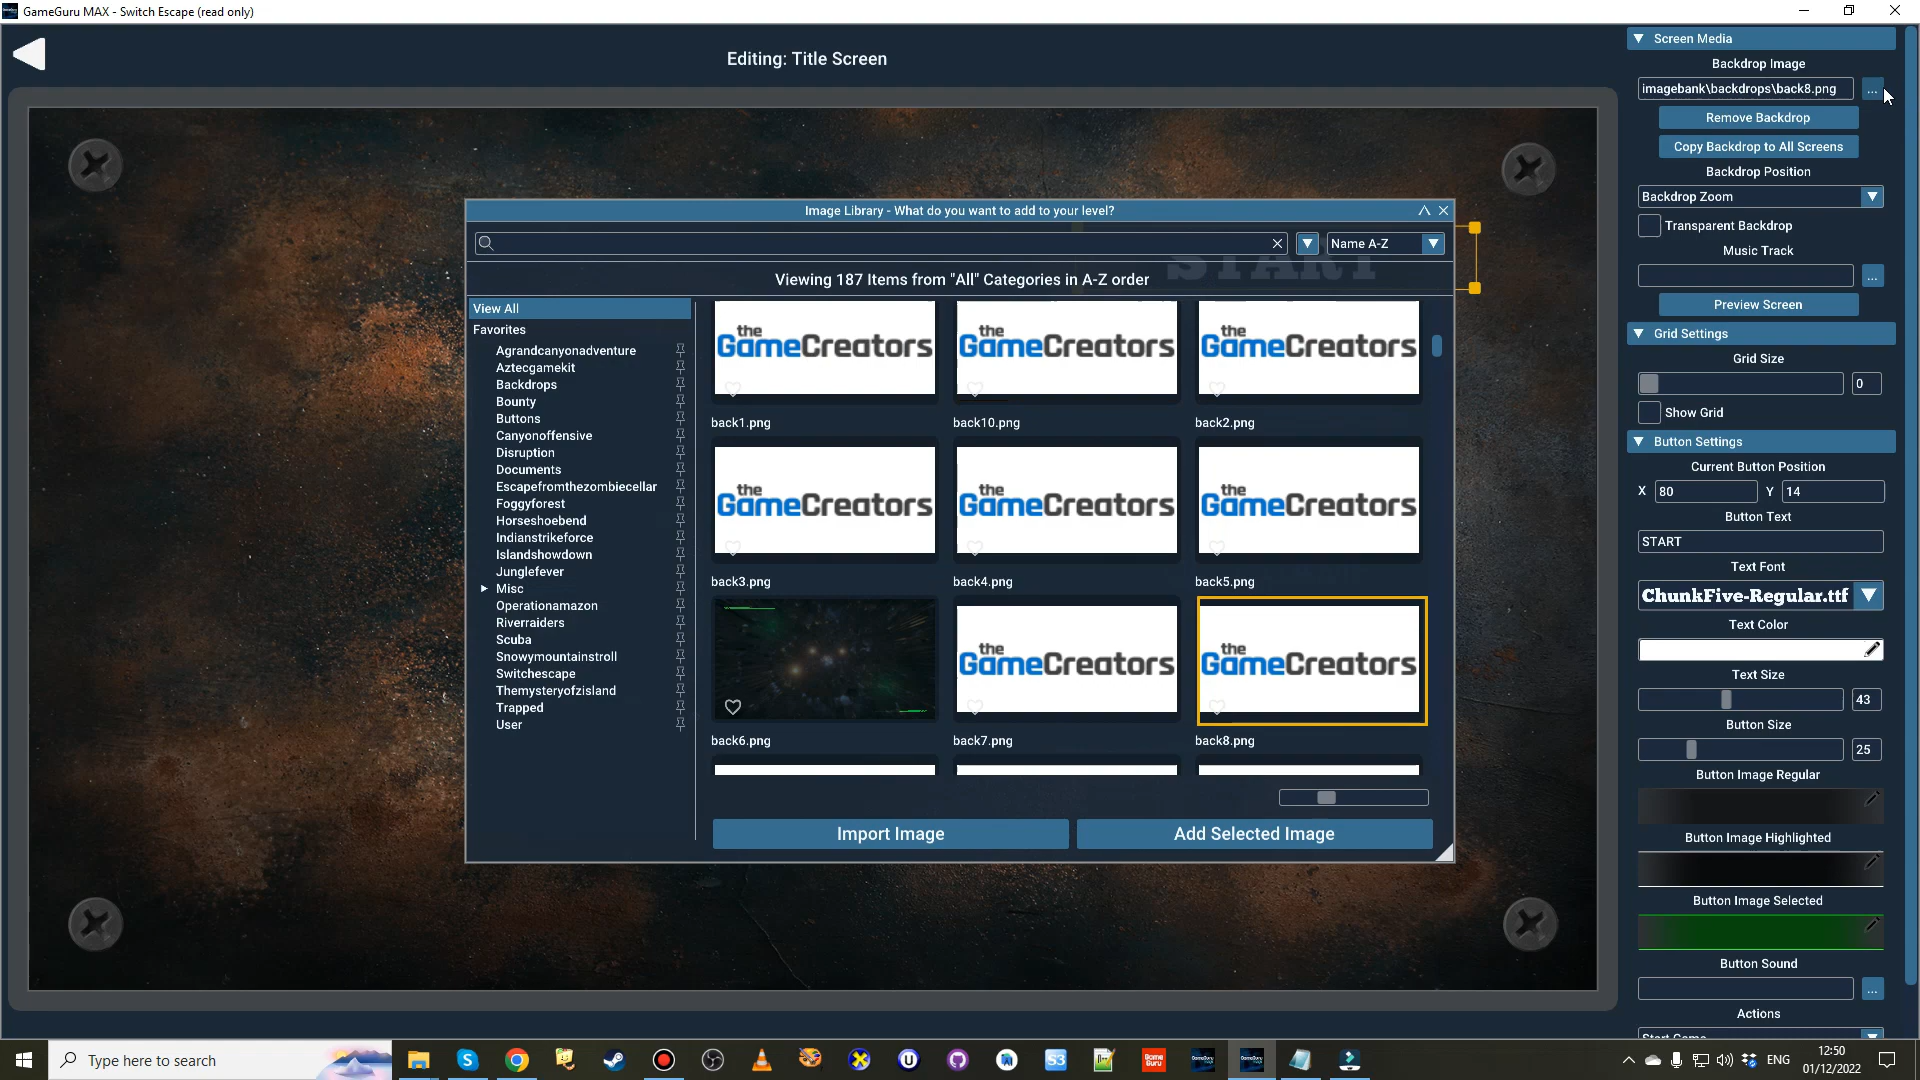 GameGuru MAX - Switch Escape (read only)
Editing: Title Screen
Image Library - What do you want to add to your level?
Name A-Z
START
Viewing 187 Items from "All" Categories in A-Z order
View All
Favorites
Agrandcanyonadventure
Aztecgamekit
Backdrops
Bounty
Buttons
Canyonoffensive
Disruption
Documents
Escapefromthezombiecellar
Foggyforest
Horseshoebend
Indianstrikeforce
Islandshowdown
Junglefever
Misc
Operationamazon
Riverraiders
Scuba
Snowymountainstroll
Switchescape
Themysteryofzisland
Trapped
User
the
GameCreators
the
GameCreators
the
GameCreators
back1.png
back10.png
back2.png
the
GameCreators
the
GameCreators
the
GameCreators
back3.png
back4.png
back5.png
the
GameCreators
the
GameCreators
back6.png
back7.png
back8.png
Import Image
Add Selected Image
Screen Media
Backdrop Image
imagebank\backdrops\back8.png
...
Remove Backdrop
Copy Backdrop to All Screens
Backdrop Position
Backdrop Zoom
Transparent Backdrop
Music Track
...
Preview Screen
Grid Settings
Grid Size
0
Show Grid
Button Settings
Current Button Position
X 80 Y 14
Button Text
START
Text Font
ChunkFive-Regular.ttf
Text Color
Text Size
43
Button Size
25
Button Image Regular
Button Image Highlighted
Button Image Selected
Button Sound
...
Actions
Start Game
Type here to search
S3
Game
Guru
ENG
12:50
01/12/2022